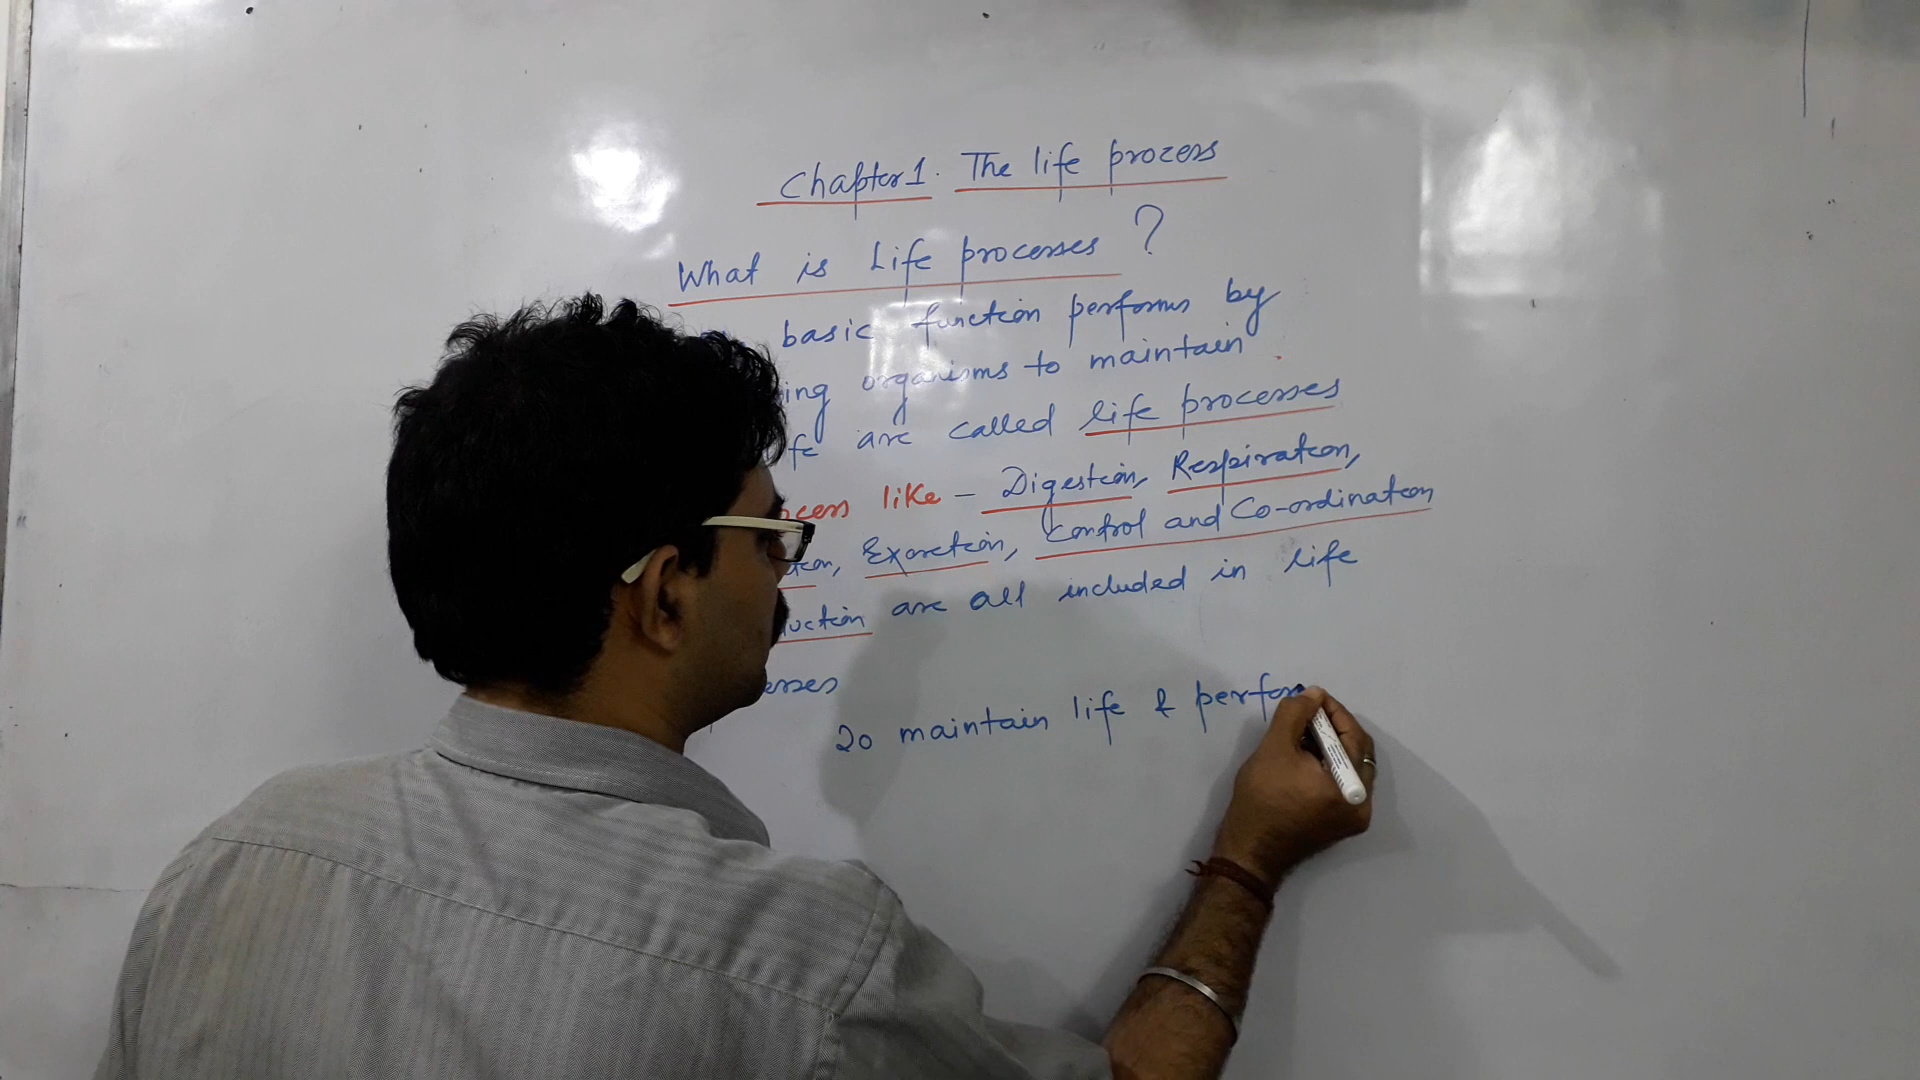 Chapter 1. The life process
What is Life processes ?
basic function performs by
ing organisms to maintain
fe are called life processes
cess like - Digestion, Respiration,
Excretion, Control and Co-ordination
uction are all included in life
esses
To maintain life & perfor